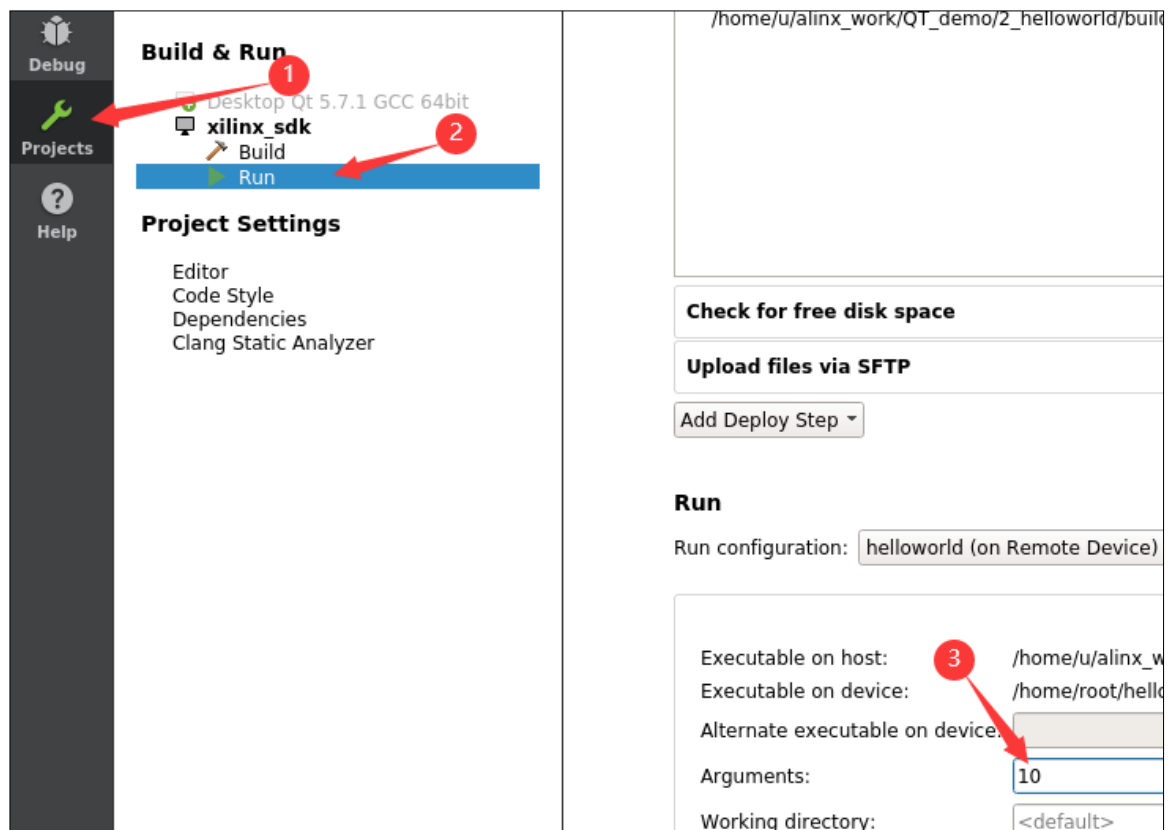 Debug
Projects
?
Help
Build & Run
1
Desktop Qt 5.7.1 GCC 64bit
xilinx_sdk
2
Build
Run
Project Settings
Editor
Code Style
Dependencies
Clang Static Analyzer
/home/u/alinx_work/QT_demo/2_helloworld/build
Check for free disk space
Upload files via SFTP
Add Deploy Step
Run
Run configuration: helloworld (on Remote Device)
Executable on host: 3 /home/u/alinx_w
Executable on device: /home/root/hello
Alternate executable on device:
Arguments: 10
Working directory: <default>